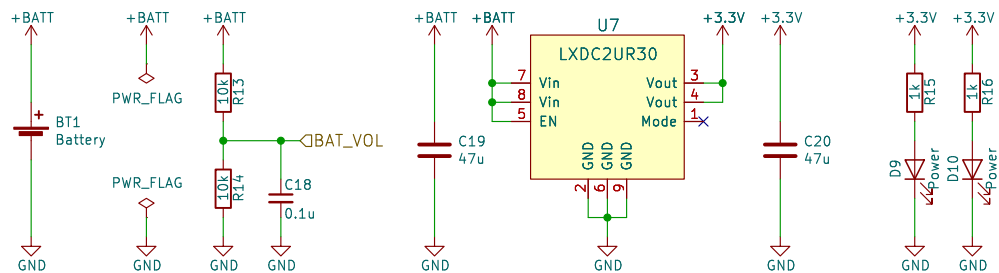 +BATT
BT1
Battery
GND
+BATT
PWR_FLAG
PWR_FLAG
GND
+BATT
10k
R13
10k
R14
GND
BAT_VOL
C18
0.1u
GND
+BATT
C19
47u
GND
+BATT
U7
LXDC2UR30
7 Vin
8 Vin
5 EN
Vout 3
Vout 4
Mode 1
GND GND GND
2 6 9
GND
+3.3V
+3.3V
C20
47u
GND
+3.3V
1k
R15
D9
Power
GND
+3.3V
1k
R16
D10
Power
GND